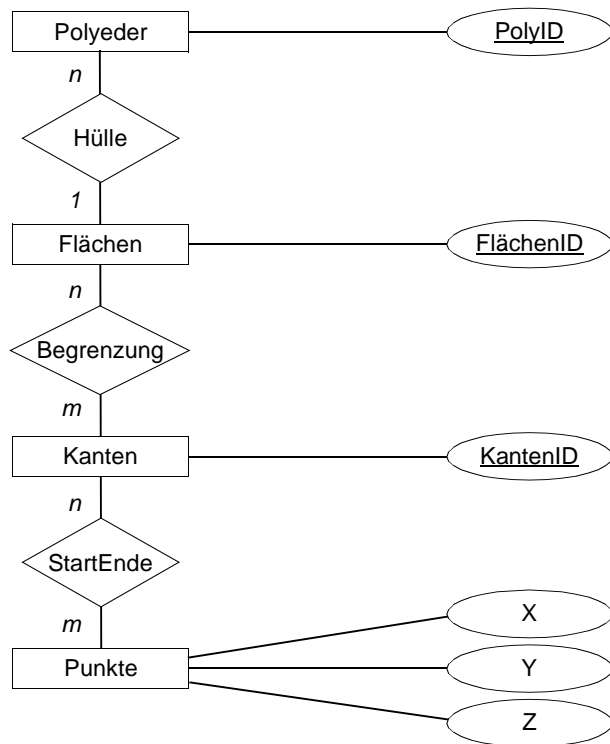 Polyeder PolyID
n
Hülle
1
Flächen FlächenID
n
Begrenzung
m
Kanten KantenID
n
StartEnde
X
m
Punkte Y
Z